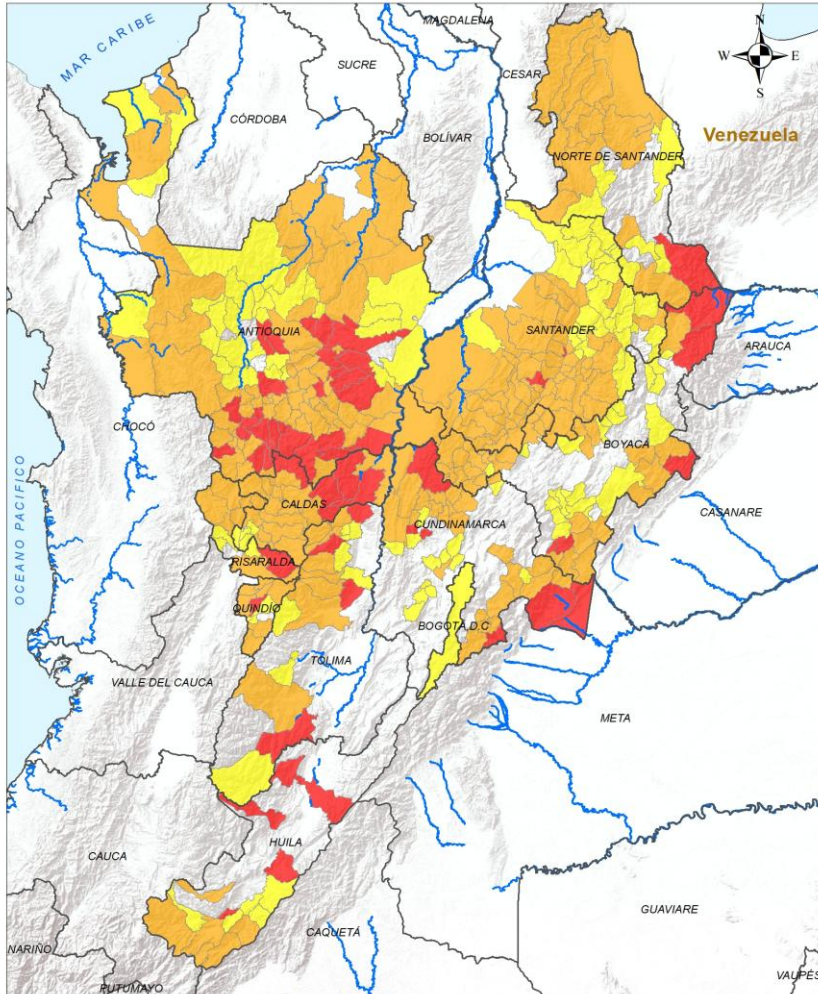 MAGDALENA
N
W E
S
MAR CARIBE
SUCRE
CESAR
CÓRDOBA
BOLÍVAR
Venezuela
NORTE DE SANTANDER
ANTIOQUIA
SANTANDER
ARAUCA
CHOCÓ
BOYACÁ
OCEANO PACIFICO
CALDAS
CASANARE
CUNDINAMARCA
RISARALDA
QUINDÍO
BOGOTÁ, D.C
TOLIMA
VALLE DEL CAUCA
META
HUILA
CAUCA
GUAVIARE
CAQUETÁ
NARIÑO
PUTUMAYO
VAUPÉS